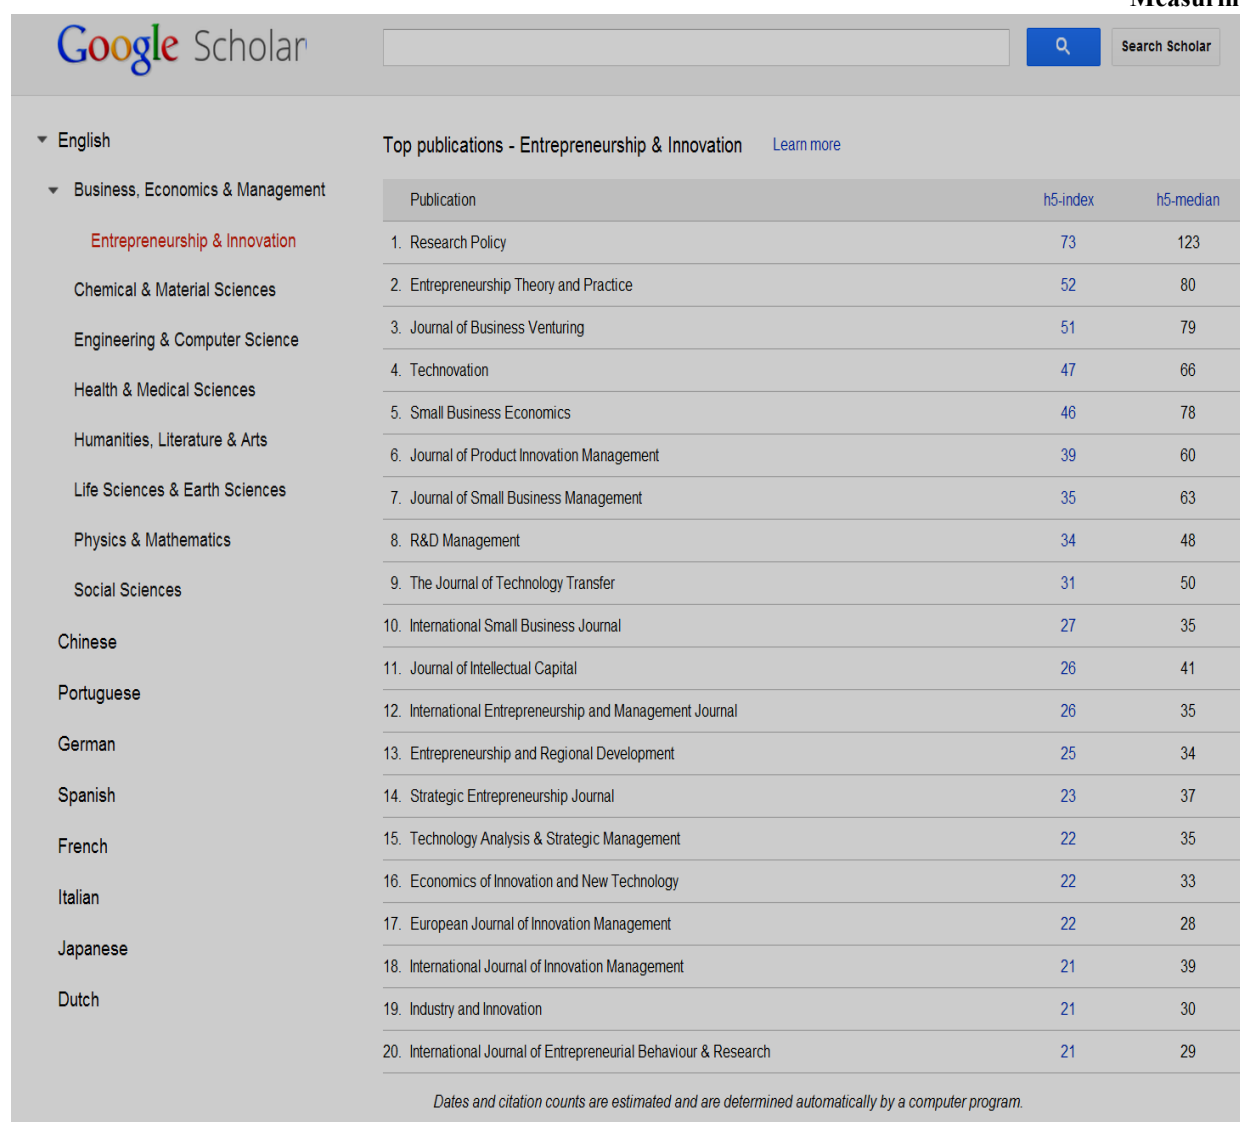 Measurin
Google Scholar
Search Scholar
English
Business, Economics & Management
Entrepreneurship & Innovation
Chemical & Material Sciences
Engineering & Computer Science
Health & Medical Sciences
Humanities, Literature & Arts
Life Sciences & Earth Sciences
Physics & Mathematics
Social Sciences
Chinese
Portuguese
German
Spanish
French
Italian
Japanese
Dutch
Top publications - Entrepreneurship & Innovation Learn more
Publication h5-index h5-median
1. Research Policy 73 123
2. Entrepreneurship Theory and Practice 52 80
3. Journal of Business Venturing 51 79
4. Technovation 47 66
5. Small Business Economics 46 78
6. Journal of Product Innovation Management 39 60
7. Journal of Small Business Management 35 63
8. R&D Management 34 48
9. The Journal of Technology Transfer 31 50
10. International Small Business Journal 27 35
11. Journal of Intellectual Capital 26 41
12. International Entrepreneurship and Management Journal 26 35
13. Entrepreneurship and Regional Development 25 34
14. Strategic Entrepreneurship Journal 23 37
15. Technology Analysis & Strategic Management 22 35
16. Economics of Innovation and New Technology 22 33
17. European Journal of Innovation Management 22 28
18. International Journal of Innovation Management 21 39
19. Industry and Innovation 21 30
20. International Journal of Entrepreneurial Behaviour & Research 21 29
Dates and citation counts are estimated and are determined automatically by a computer program.